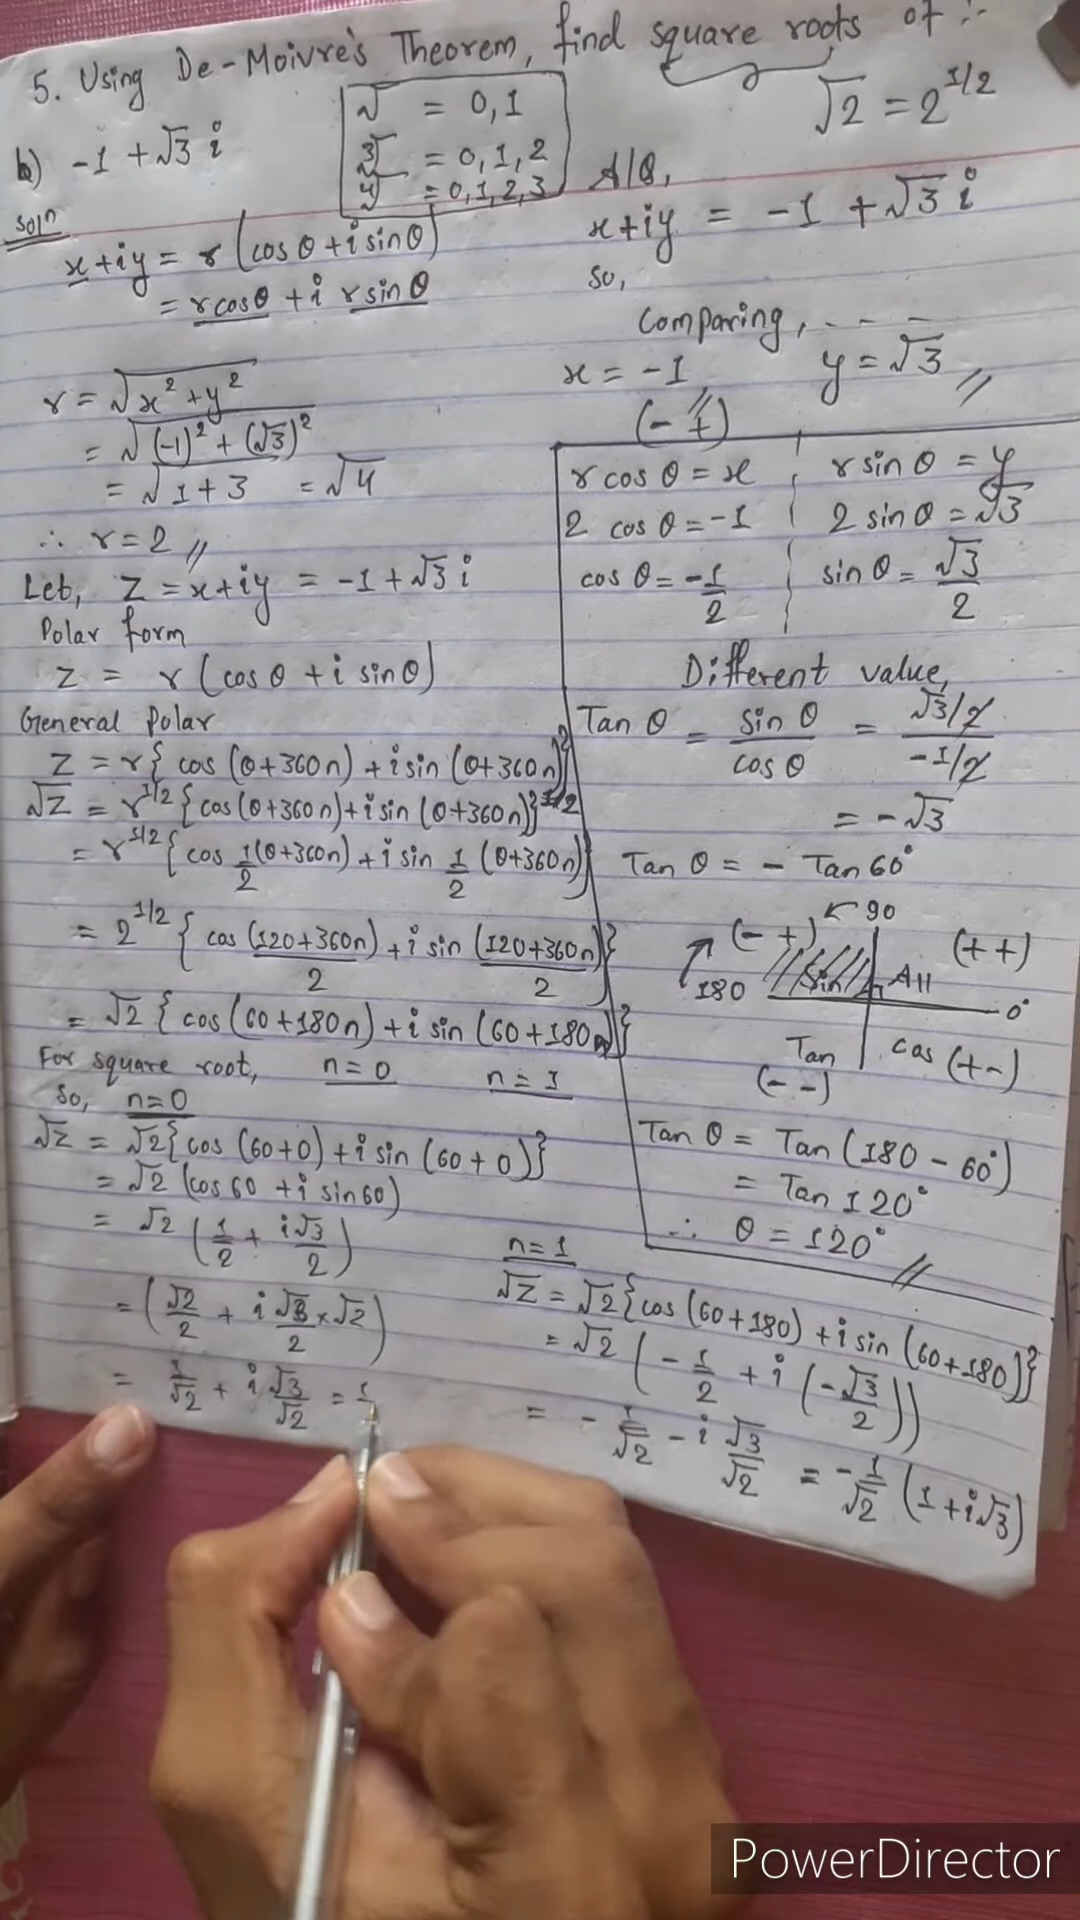 5. Using De-Moivre's Theorem, find square roots of :-
b) -1 + √3 i
√ = 0, 1
∛ = 0, 1, 2
∜ = 0, 1, 2, 3
√2 = 2^1/2
Solⁿ
x+iy = r (cos θ + i sin θ)
= r cos θ + i r sin θ
A/Q,
x+iy = -1 + √3 i
so,
Comparing, - - -
x = -1, y = √3 //
(- +)
r = √x² + y²
= √(-1)² + (√3)²
= √1 + 3 = √4
∴ r = 2 //
Let, Z = x+iy = -1 + √3 i
Polar form
Z = r (cos θ + i sin θ)
General Polar
Z = r { cos (θ+360n) + i sin (θ+360n)}
√Z = r^1/2 { cos (θ+360n) + i sin (θ+360n)}^1/2
= r^1/2 { cos 1/2 (θ+360n) + i sin 1/2 (θ+360n)}
= 2^1/2 { cos (120+360n)/2 + i sin (120+360n)/2 }
= √2 { cos (60+180n) + i sin (60+180n)}
For square root, n=0 n=1
So, n=0
√Z = √2 {cos (60+0) + i sin (60+0)}
= √2 (cos 60 + i sin 60)
= √2 (1/2 + i√3/2)
= (√2/2 + i √3/2 × √2)
= 1/√2 + i √3/√2 = 1
r cos θ = x r sin θ = y
2 cos θ = -1 2 sin θ = √3
cos θ = -1/2 sin θ = √3/2
Different value,
Tan θ = sin θ/cos θ = √3/2 / -1/2
= -√3
Tan θ = - Tan 60°
90
(- +) (+ +)
180 Sin All 0°
Tan cos (+ -)
(- -)
Tan θ = Tan (180 - 60°)
= Tan 120°
∴ θ = 120° //
n=1
√Z = √2 {cos (60+180) + i sin (60+180)}
= √2 (-1/2 + i (-√3/2))
= -1/√2 - i √3/√2 = -1/√2 (1 + i√3)
PowerDirector